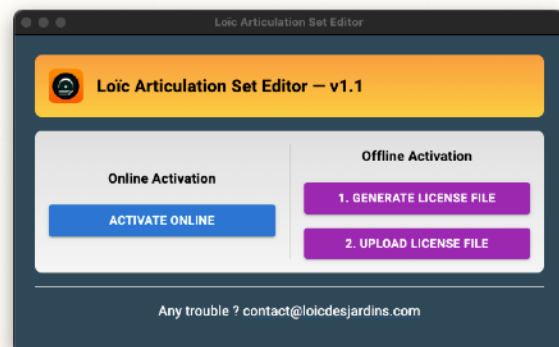 Loïc Articulation Set Editor
Loïc Articulation Set Editor — v1.1
Online Activation
ACTIVATE ONLINE
Offline Activation
1. GENERATE LICENSE FILE
2. UPLOAD LICENSE FILE
Any trouble ? contact@loicdesjardins.com